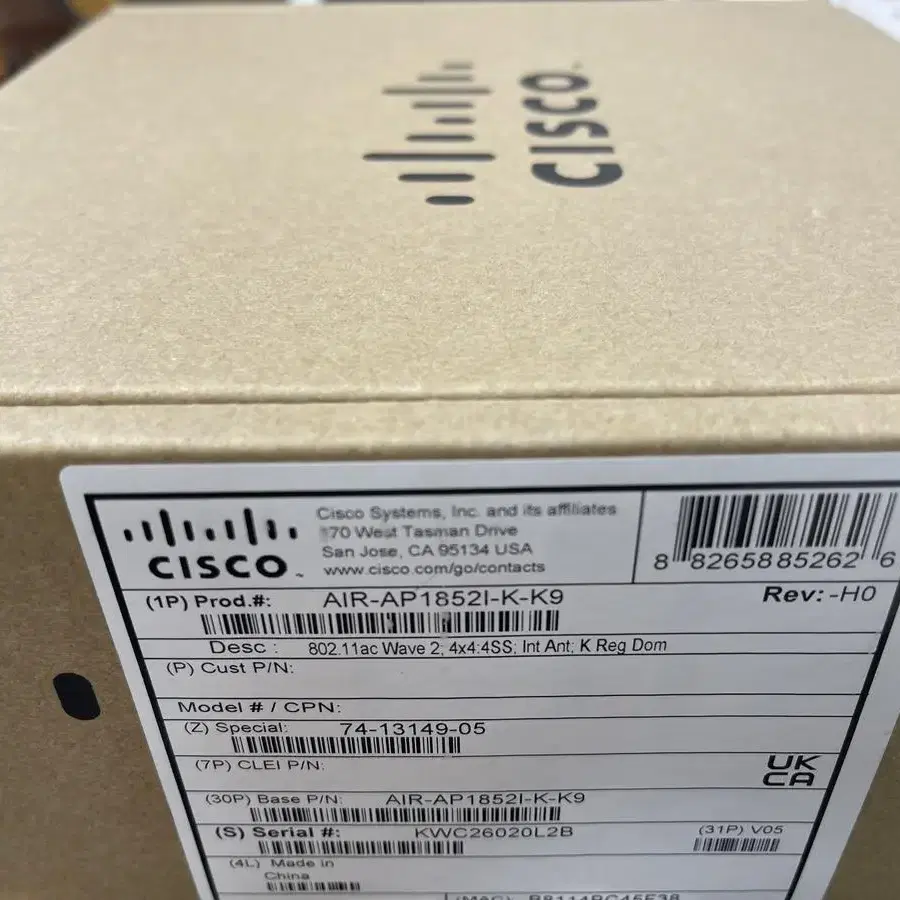 CISCO
CISCO
Cisco Systems, Inc. and its affiliates
170 West Tasman Drive
San Jose, CA 95134 USA
www.cisco.com/go/contacts
8 82658 85262 6
(1P) Prod.#: AIR-AP1852I-K-K9
Rev: -H0
Desc : 802.11ac Wave 2; 4x4:4SS; Int Ant; K Reg Dom
(P) Cust P/N:
Model # / CPN:
(Z) Special: 74-13149-05
(7P) CLEI P/N:
UK
CA
(30P) Base P/N: AIR-AP1852I-K-K9
(S) Serial #: KWC26020L2B
(31P) V05
(4L) Made in
China